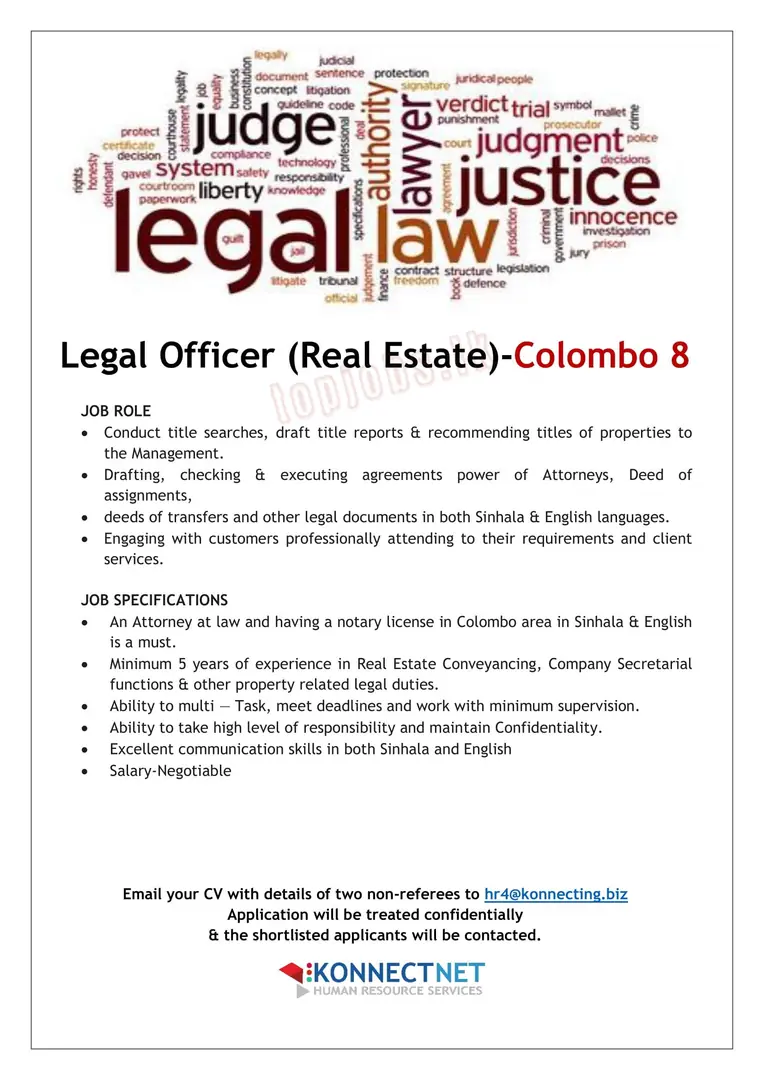 legally
judicial
document sentence protection
signature
juridical people
legality
job
equality
business
constitution
concept litigation
guideline code
judge
authority
lawyer
verdict trial symbol mallet
crime
punishment
prosecutor
protect
certificate
decision
courthouse
statement
compliance
technology
professional
deal
court judgment police
decisions
rights
honesty
defendant
gavel system safety responsibility
courtroom liberty knowledge
paperwork
specifications
agreement
justice
legal law
guilt
jail
jurisdiction
criminal
government
innocence
investigation
prison
jury
litigate tribunal
official
judgement
finance
contract structure legislation
freedom
book defence
Legal Officer (Real Estate)-Colombo 8
topjobs.lk
JOB ROLE
• Conduct title searches, draft title reports & recommending titles of properties to
the Management.
• Drafting, checking & executing agreements power of Attorneys, Deed of
assignments,
• deeds of transfers and other legal documents in both Sinhala & English languages.
• Engaging with customers professionally attending to their requirements and client
services.
JOB SPECIFICATIONS
• An Attorney at law and having a notary license in Colombo area in Sinhala & English
is a must.
• Minimum 5 years of experience in Real Estate Conveyancing, Company Secretarial
functions & other property related legal duties.
• Ability to multi — Task, meet deadlines and work with minimum supervision.
• Ability to take high level of responsibility and maintain Confidentiality.
• Excellent communication skills in both Sinhala and English
• Salary-Negotiable
Email your CV with details of two non-referees to hr4@konnecting.biz
Application will be treated confidentially
& the shortlisted applicants will be contacted.
KONNECTNET
HUMAN RESOURCE SERVICES